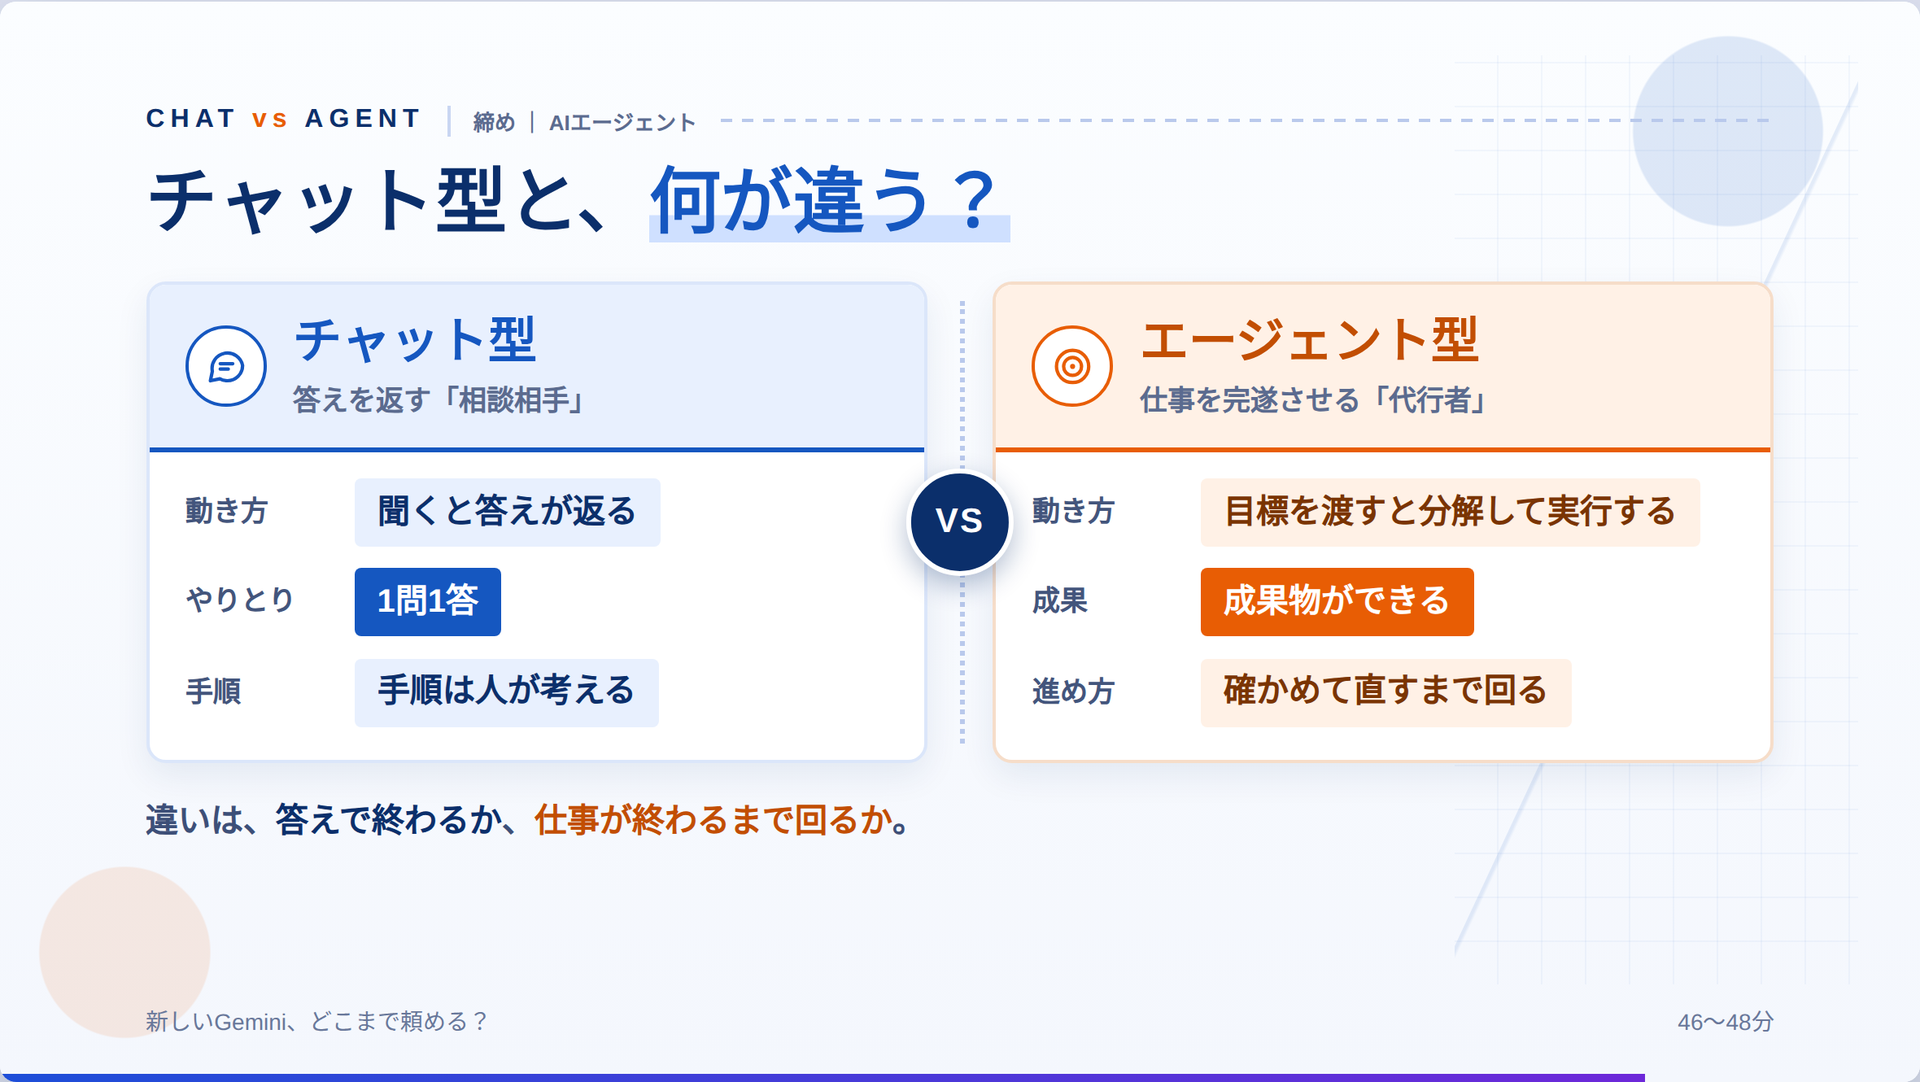 CHAT vs AGENT
締め｜AIエージェント
チャット型と、何が違う？
チャット型
答えを返す「相談相手」
動き方
聞くと答えが返る
やりとり
1問1答
手順
手順は人が考える
VS
エージェント型
仕事を完遂させる「代行者」
動き方
目標を渡すと分解して実行する
成果
成果物ができる
進め方
確かめて直すまで回る
違いは、答えで終わるか、仕事が終わるまで回るか。
新しいGemini、どこまで頼める？
46〜48分